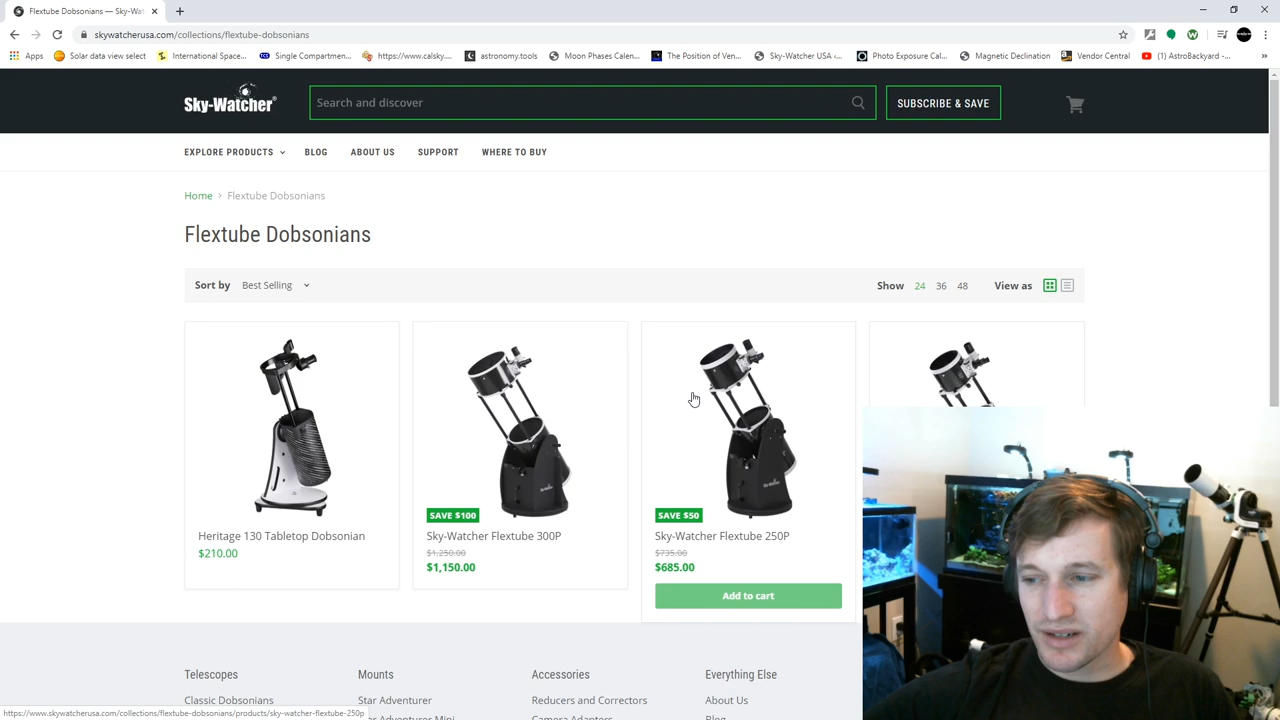 Flextube Dobsonians — Sky-Wat
skywatcherusa.com/collections/flextube-dobsonians
Apps
Solar data view select
International Space...
Single Compartmen...
https://www.calsky....
astronomy.tools
Moon Phases Calen...
The Position of Ven...
Sky-Watcher USA ‹...
Photo Exposure Cal...
Magnetic Declination
Vendor Central
(1) AstroBackyard -...
Sky-Watcher®
Search and discover
SUBSCRIBE & SAVE
EXPLORE PRODUCTS
BLOG
ABOUT US
SUPPORT
WHERE TO BUY
Home › Flextube Dobsonians
Flextube Dobsonians
Sort by Best Selling
Show 24 36 48
View as
SAVE $100
SAVE $50
Heritage 130 Tabletop Dobsonian
$210.00
Sky-Watcher Flextube 300P
$1,250.00
$1,150.00
Sky-Watcher Flextube 250P
$735.00
$685.00
Add to cart
Telescopes
Mounts
Accessories
Everything Else
Classic Dobsonians
Star Adventurer
Reducers and Correctors
About Us
Star Adventurer Mini
Camera Adapters
Blog
https://www.skywatcherusa.com/collections/flextube-dobsonians/products/sky-watcher-flextube-250p